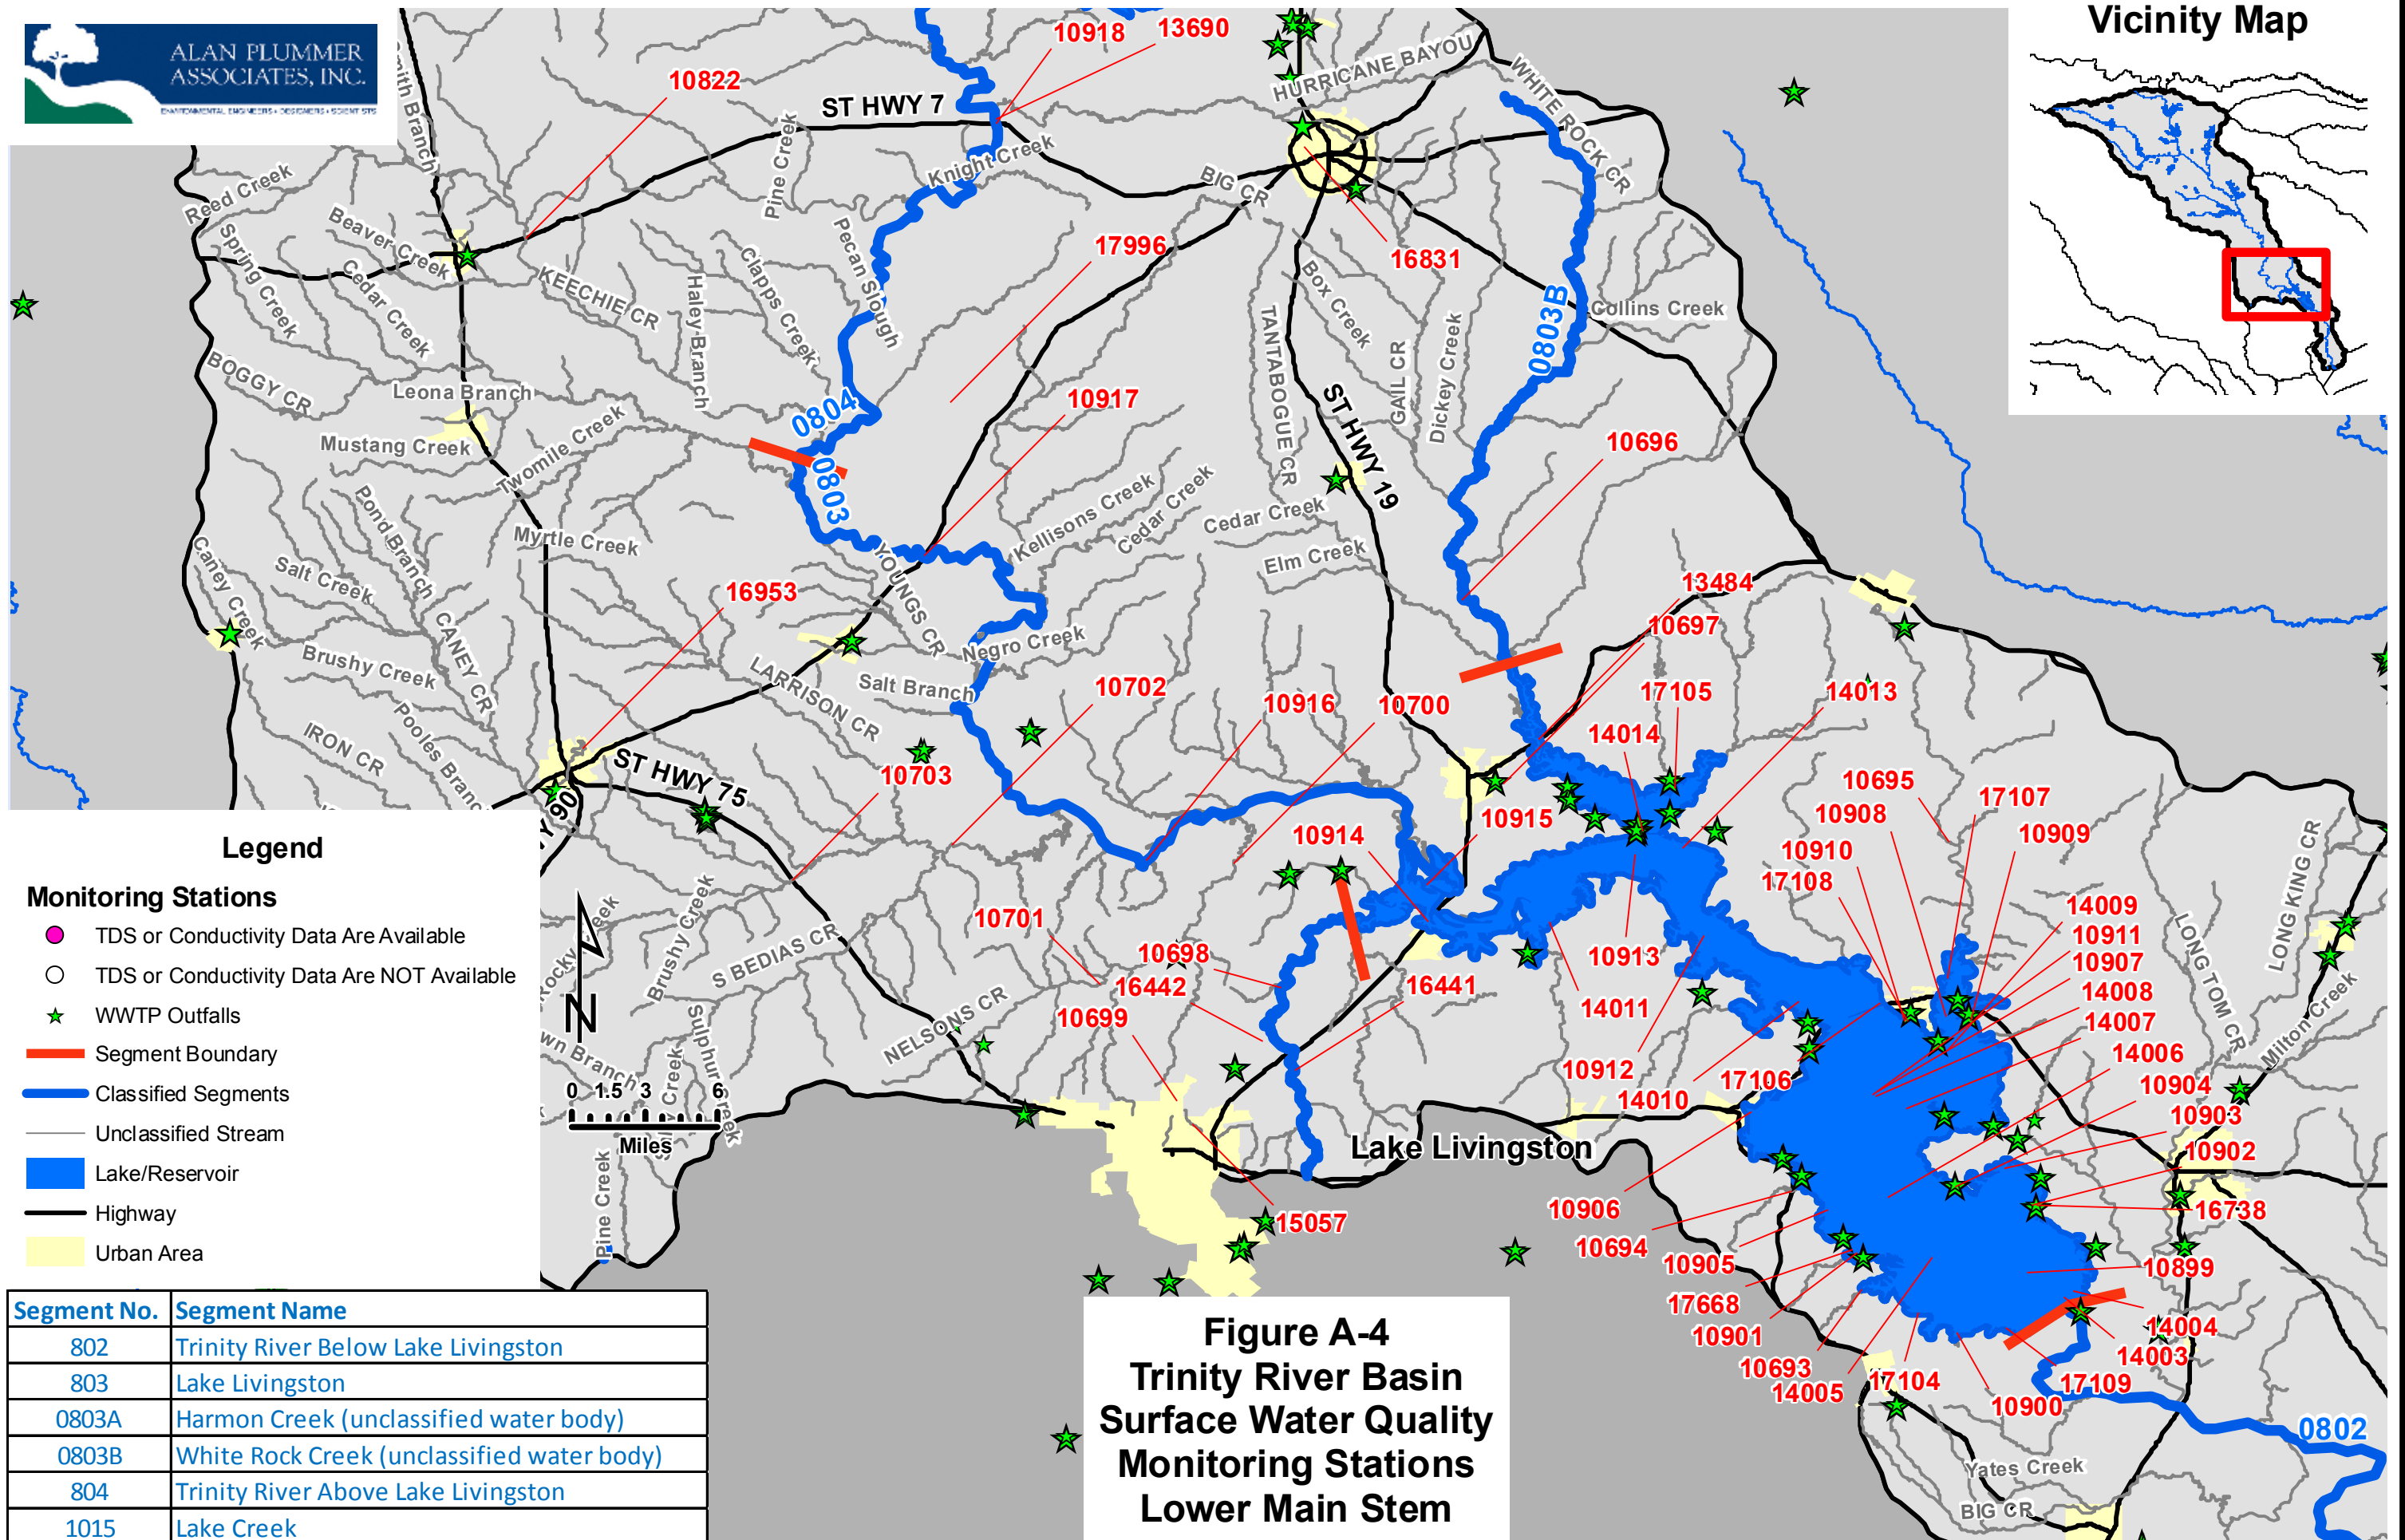 ALAN PLUMMER
ASSOCIATES, INC.
ENVIRONMENTAL ENGINEERS • DESIGNERS • SCIENTISTS
Vicinity Map
10918
13690
10822
ST HWY 7
HURRICANE BAYOU
WHITE ROCK CR
Smith Branch
Pine Creek
Knight Creek
BIG CR
Reed Creek
Beaver Creek
Spring Creek
Cedar Creek
KEECHIE CR
Haley Branch
Clapps Creek
Pecan Slough
17996
16831
Box Creek
0803B
Collins Creek
TANTABOGUE CR
GAIL CR
Dickey Creek
BOGGY CR
Leona Branch
Mustang Creek
Twomile Creek
0804
0803
10917
ST HWY 19
10696
Pond Branch
Myrtle Creek
Kellisons Creek
Cedar Creek
Cedar Creek
Elm Creek
Caney Creek
Salt Creek
CANEY CR
YOUNGS CR
16953
13484
10697
Negro Creek
Brushy Creek
LARRISON CR
Salt Branch
10702
10916
10700
17105
14013
14014
IRON CR
Pooles Branch
ST HWY 75
10703
10695
17107
10908
10909
10910
17108
10915
10914
LONG KING CR
LONG TOM CR
Milton Creek
HWY 90
Brushy Creek
S BEDIAS CR
10701
10698
16442
10699
16441
10913
14011
14009
10911
10907
14008
14007
14006
10904
10903
10902
NELSONS CR
Sulphur Creek
Creek
Pine Creek
10912
14010
17106
Lake Livingston
15057
10906
10694
10905
17668
10901
10693
14005
17104
10900
16738
10899
14004
14003
17109
0802
Yates Creek
BIG CR
Legend
Monitoring Stations
TDS or Conductivity Data Are Available
TDS or Conductivity Data Are NOT Available
WWTP Outfalls
Segment Boundary
Classified Segments
Unclassified Stream
Lake/Reservoir
Highway
Urban Area
N
0 1.5 3 6
Miles
Segment No. Segment Name
802 Trinity River Below Lake Livingston
803 Lake Livingston
0803A Harmon Creek (unclassified water body)
0803B White Rock Creek (unclassified water body)
804 Trinity River Above Lake Livingston
1015 Lake Creek
Figure A-4
Trinity River Basin
Surface Water Quality
Monitoring Stations
Lower Main Stem